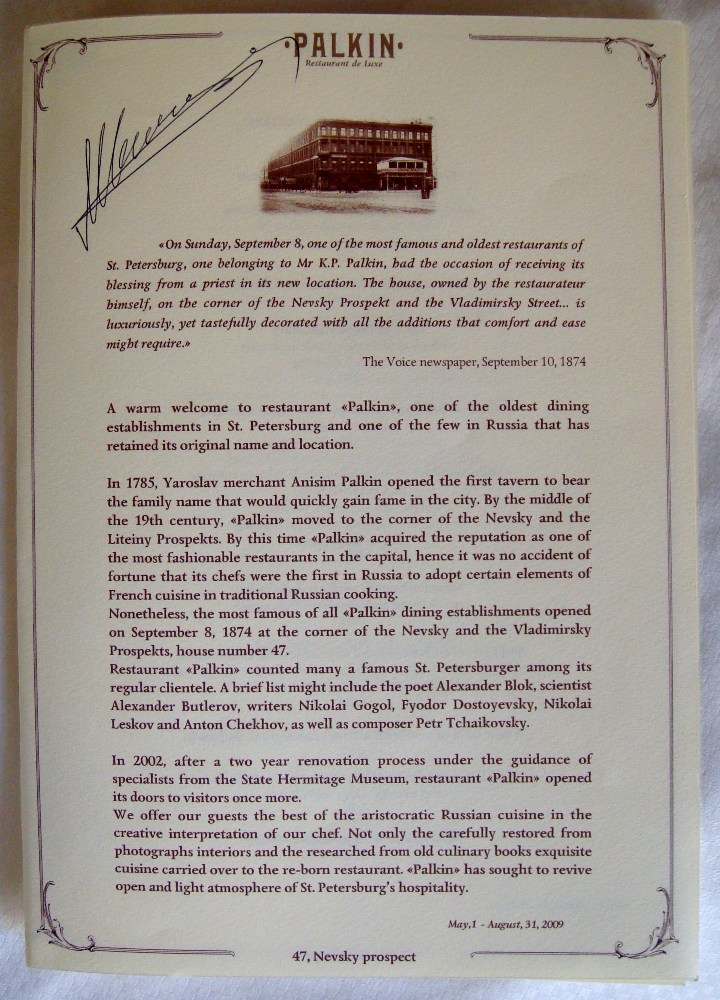 ·PALKIN·
Restaurant de Luxe
«On Sunday, September 8, one of the most famous and oldest restaurants of
St. Petersburg, one belonging to Mr K.P. Palkin, had the occasion of receiving its
blessing from a priest in its new location. The house, owned by the restaurateur
himself, on the corner of the Nevsky Prospekt and the Vladimirsky Street... is
luxuriously, yet tastefully decorated with all the additions that comfort and ease
might require.»
The Voice newspaper, September 10, 1874
A warm welcome to restaurant «Palkin», one of the oldest dining
establishments in St. Petersburg and one of the few in Russia that has
retained its original name and location.
In 1785, Yaroslav merchant Anisim Palkin opened the first tavern to bear
the family name that would quickly gain fame in the city. By the middle of
the 19th century, «Palkin» moved to the corner of the Nevsky and the
Liteiny Prospekts. By this time «Palkin» acquired the reputation as one of
the most fashionable restaurants in the capital, hence it was no accident of
fortune that its chefs were the first in Russia to adopt certain elements of
French cuisine in traditional Russian cooking.
Nonetheless, the most famous of all «Palkin» dining establishments opened
on September 8, 1874 at the corner of the Nevsky and the Vladimirsky
Prospekts, house number 47.
Restaurant «Palkin» counted many a famous St. Petersburger among its
regular clientele. A brief list might include the poet Alexander Blok, scientist
Alexander Butlerov, writers Nikolai Gogol, Fyodor Dostoyevsky, Nikolai
Leskov and Anton Chekhov, as well as composer Petr Tchaikovsky.
In 2002, after a two year renovation process under the guidance of
specialists from the State Hermitage Museum, restaurant «Palkin» opened
its doors to visitors once more.
We offer our guests the best of the aristocratic Russian cuisine in the
creative interpretation of our chef. Not only the carefully restored from
photographs interiors and the researched from old culinary books exquisite
cuisine carried over to the re-born restaurant. «Palkin» has sought to revive
open and light atmosphere of St. Petersburg's hospitality.
May,1 - August, 31, 2009
47, Nevsky prospect